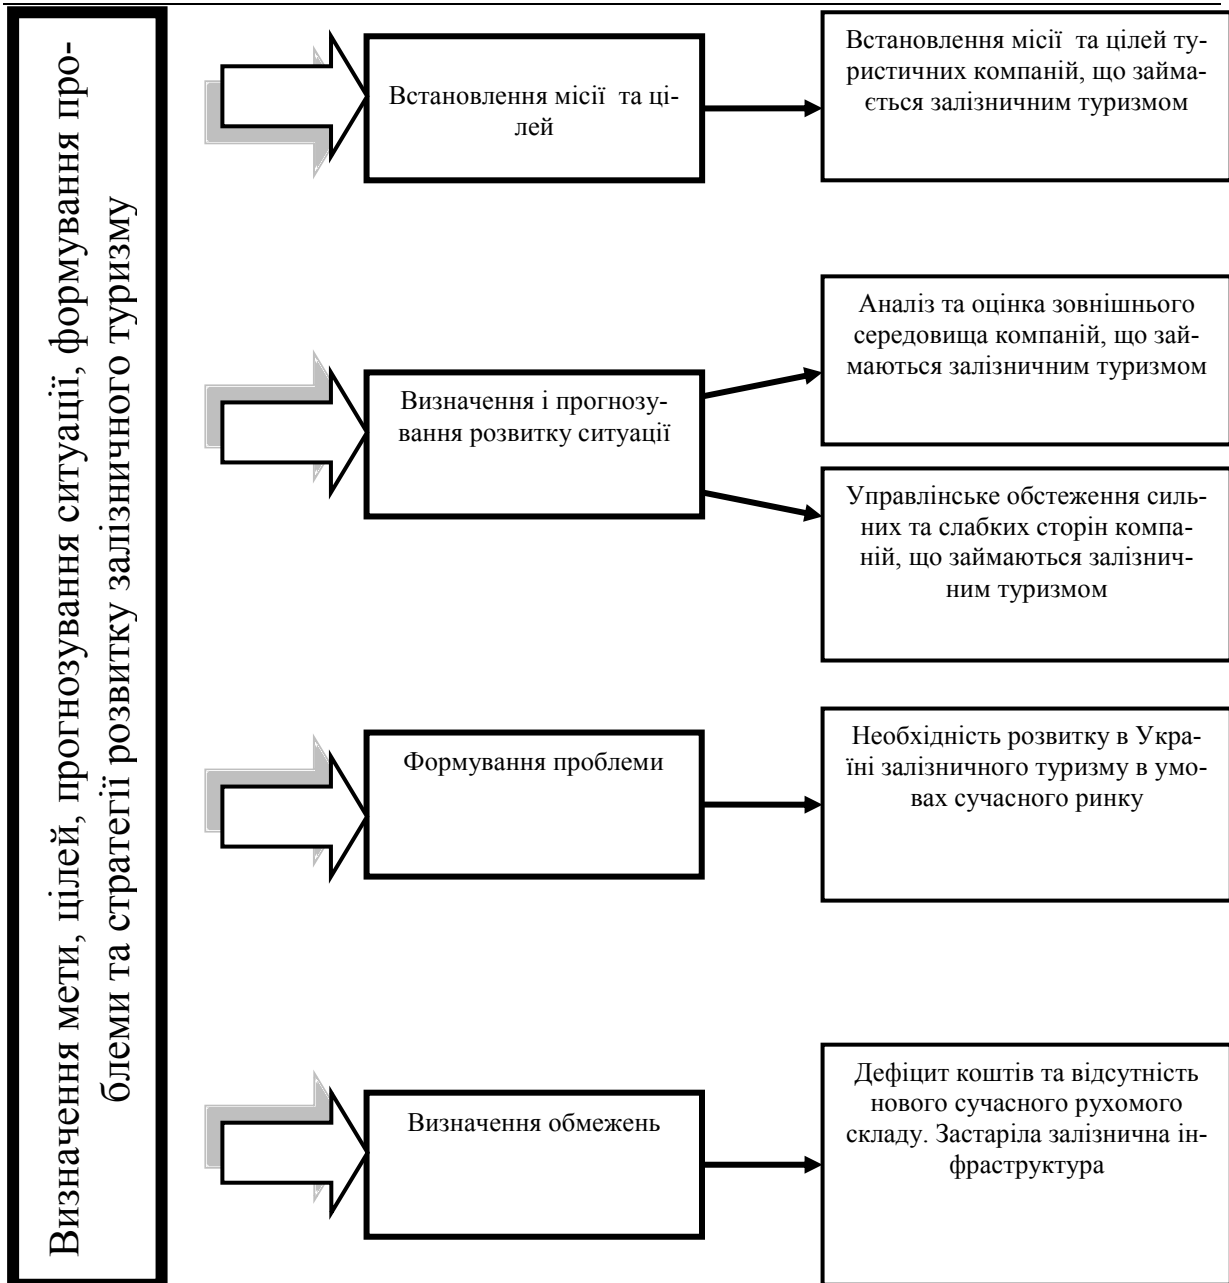 Визначення мети, цілей, прогнозування ситуації, формування про-
блеми та стратегії розвитку залізничного туризму
Встановлення місії та ці-
лей
Встановлення місії та цілей ту-
ристичних компаній, що займа-
ється залізничним туризмом
Визначення і прогнозу-
вання розвитку ситуації
Аналіз та оцінка зовнішнього
середовища компаній, що зай-
маються залізничним туризмом
Управлінське обстеження силь-
них та слабких сторін компа-
ній, що займаються залізнич-
ним туризмом
Формування проблеми
Необхідність розвитку в Укра-
їні залізничного туризму в умо-
вах сучасного ринку
Визначення обмежень
Дефіцит коштів та відсутність
нового сучасного рухомого
складу. Застаріла залізнична ін-
фраструктура